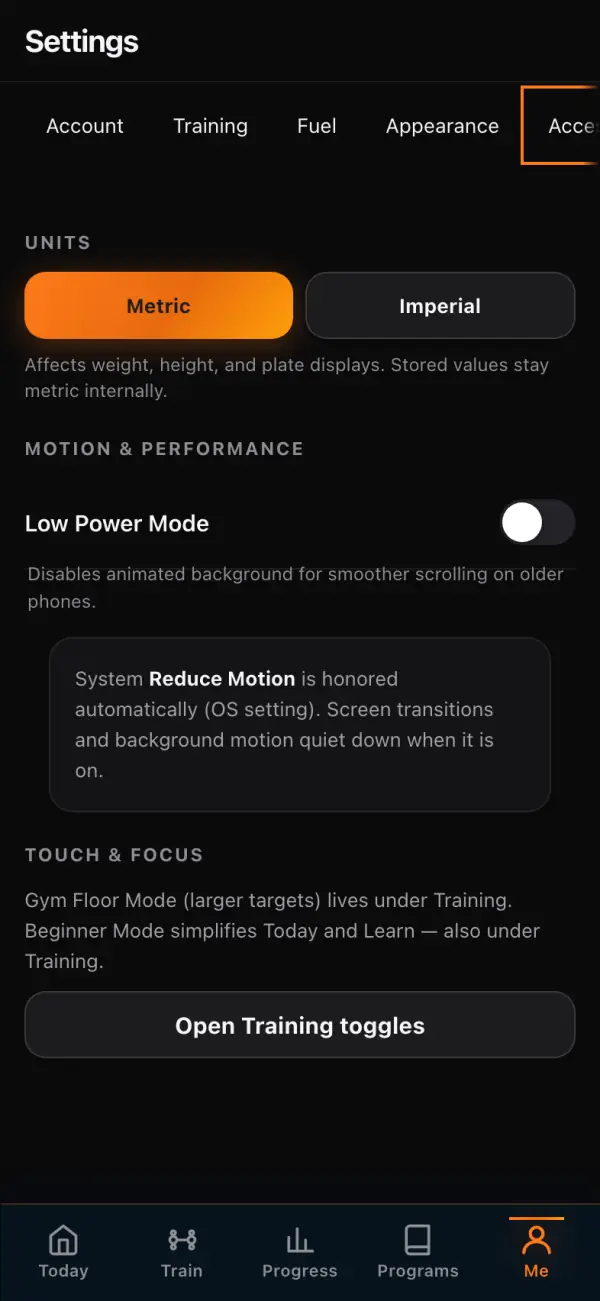 Settings
Account Training Fuel Appearance Acce
UNITS
Metric Imperial
Affects weight, height, and plate displays. Stored values stay
metric internally.
MOTION & PERFORMANCE
Low Power Mode
Disables animated background for smoother scrolling on older
phones.
System Reduce Motion is honored
automatically (OS setting). Screen transitions
and background motion quiet down when it is
on.
TOUCH & FOCUS
Gym Floor Mode (larger targets) lives under Training.
Beginner Mode simplifies Today and Learn — also under
Training.
Open Training toggles
Today Train Progress Programs Me